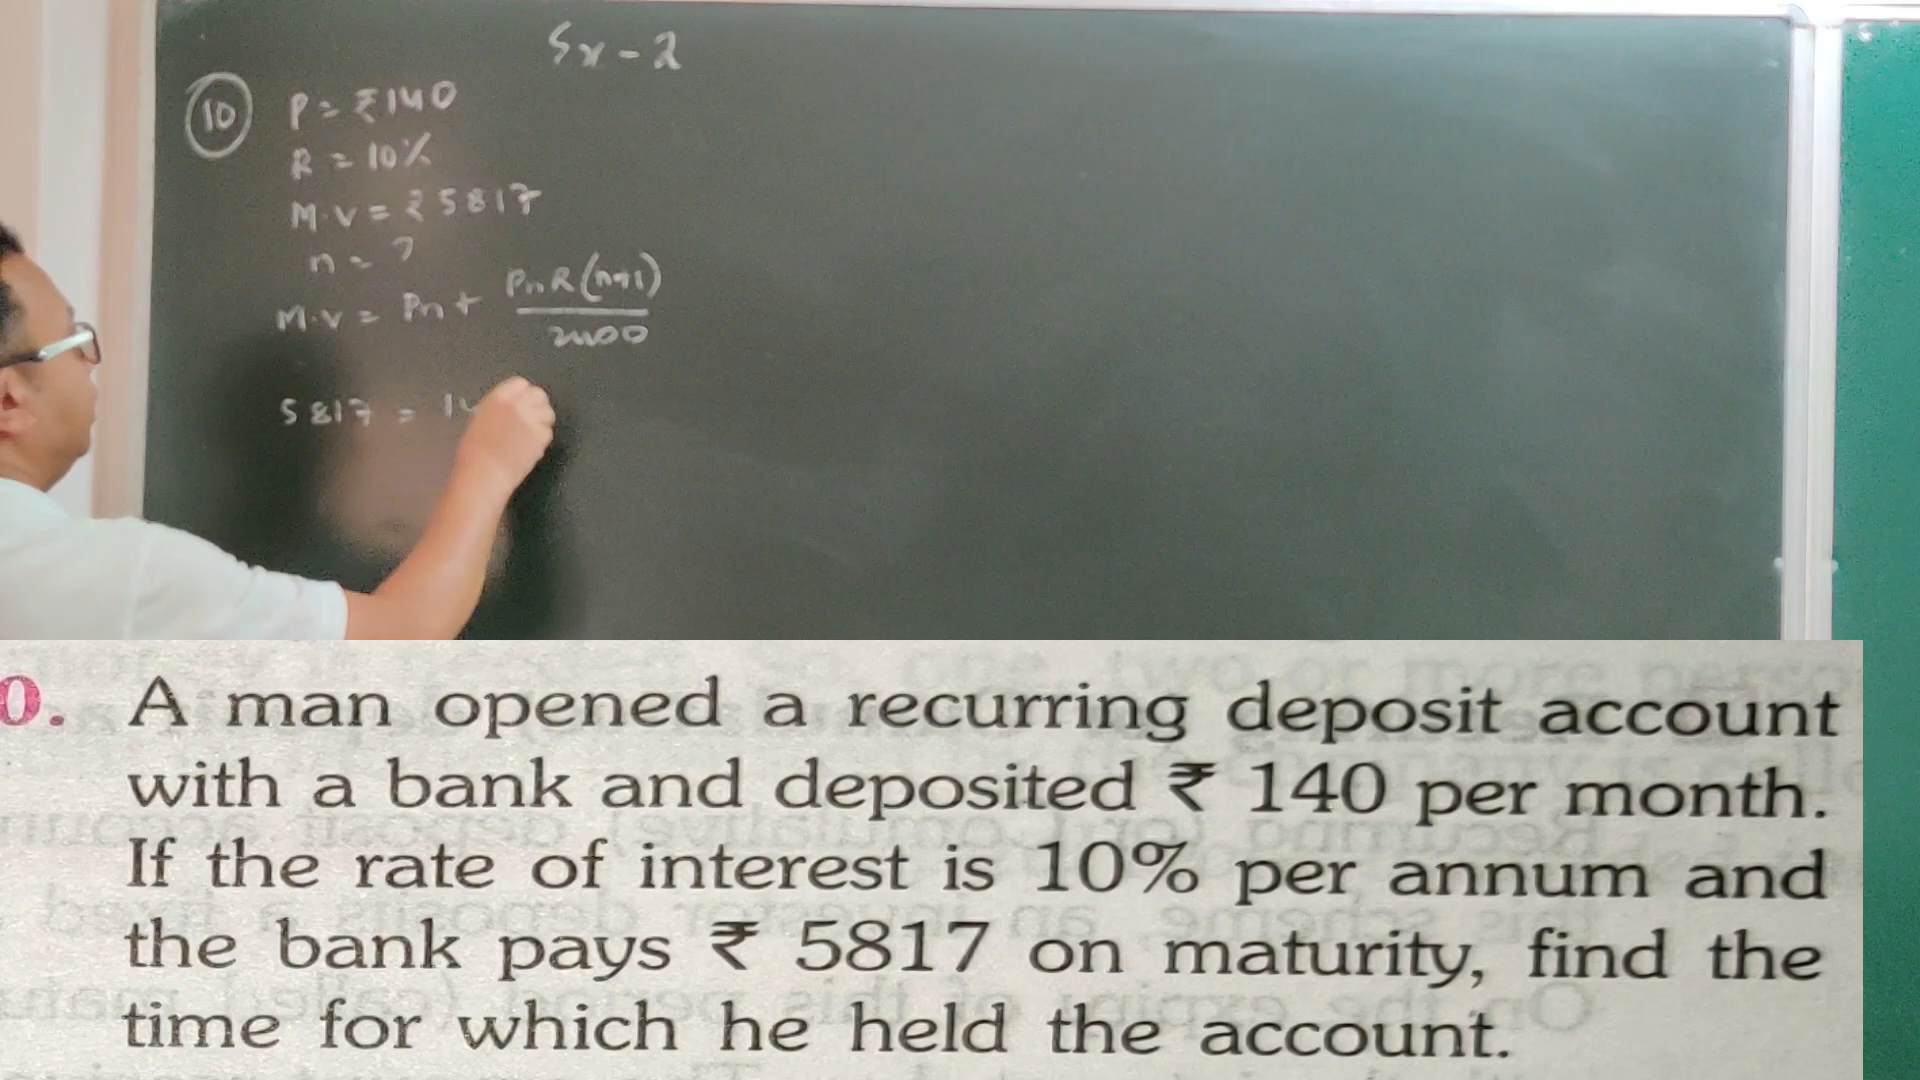 Ex-2
10 P = ₹140
R = 10%
M.V = ₹5817
n = ?
M.V = Pn + PnR(n+1)
2400
5817 = 14
0. A man opened a recurring deposit account
with a bank and deposited ₹ 140 per month.
If the rate of interest is 10% per annum and
the bank pays ₹ 5817 on maturity, find the
time for which he held the account.